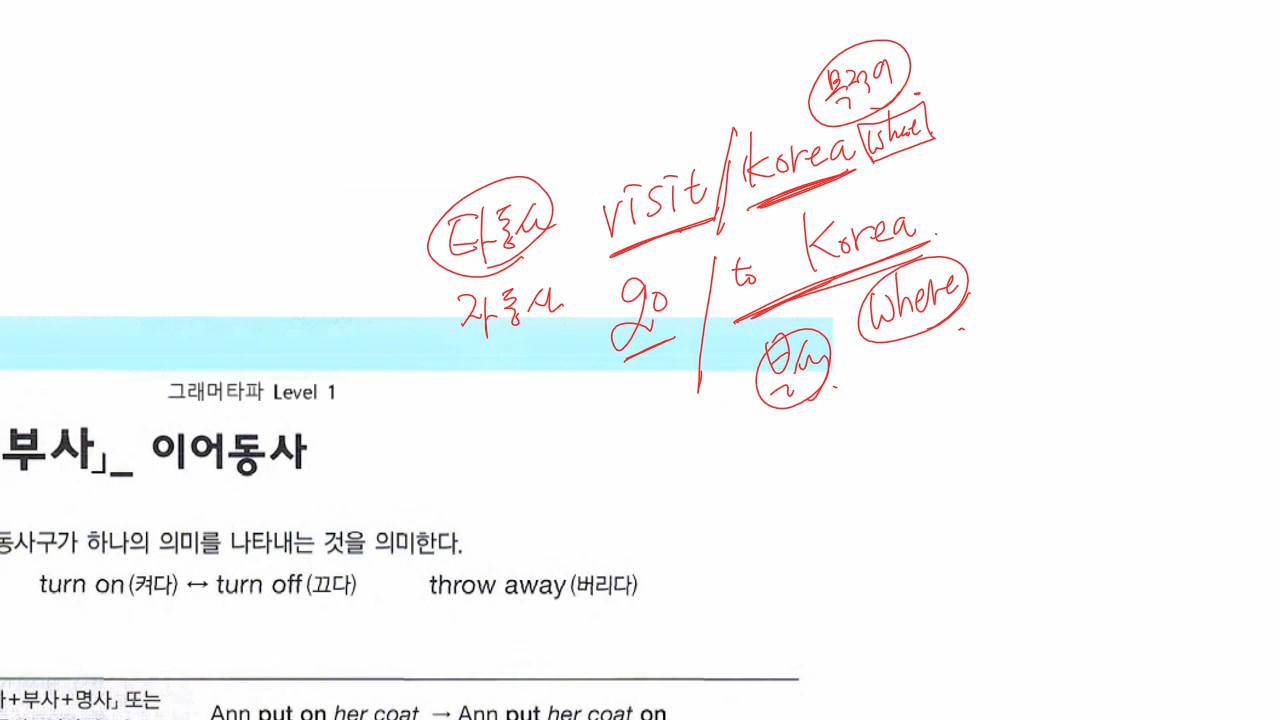 목적어
타동사 visit / Korea what
자동사 go / to Korea where
부사
그래머타파 Level 1
부사」_ 이어동사
동사구가 하나의 의미를 나타내는 것을 의미한다.
turn on(켜다) ↔ turn off(끄다) throw away(버리다)
+부사+명사」 또는
Ann put on her coat → Ann put her coat on